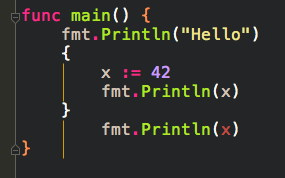 func main() {
    fmt.Println("Hello")
    {
        x := 42
        fmt.Println(x)
    }
        fmt.Println(x)
}